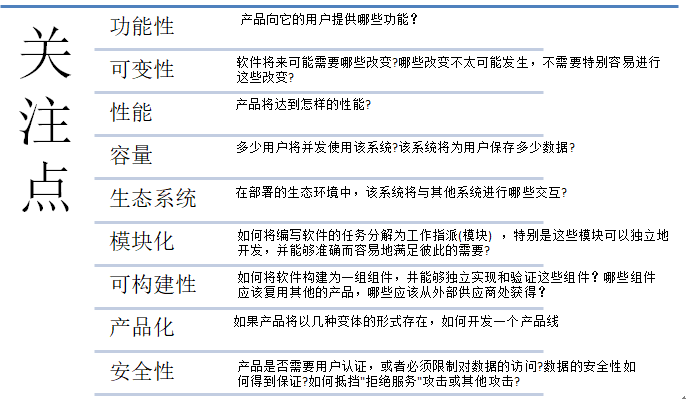 关注点
功能性
产品向它的用户提供哪些功能？
可变性
软件将来可能需要哪些改变?哪些改变不太可能发生，不需要特别容易进行
这些改变?
性能
产品将达到怎样的性能?
容量
多少用户将并发使用该系统?该系统将为用户保存多少数据?
生态系统
在部署的生态环境中，该系统将与其他系统进行哪些交互?
模块化
如何将编写软件的任务分解为工作指派(模块) ，特别是这些模块可以独立地
开发，并能够准确而容易地满足彼此的需要?
可构建性
如何将软件构建为一组组件，并能够独立实现和验证这些组件？哪些组件
应该复用其他的产品，哪些应该从外部供应商处获得？
产品化
如果产品将以几种变体的形式存在，如何开发一个产品线
安全性
产品是否需要用户认证，或者必须限制对数据的访问?数据的安全性如
何得到保证?如何抵挡"拒绝服务"攻击或其他攻击?